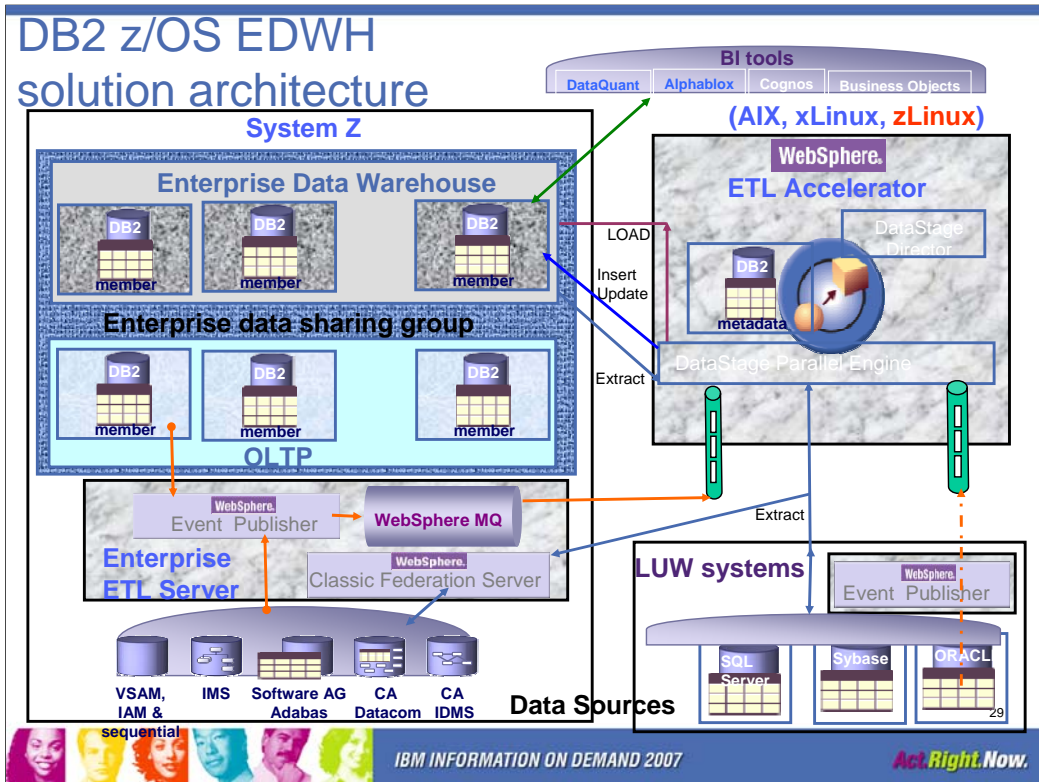 DB2 z/OS EDWH
solution architecture
BI tools
DataQuant
Alphablox
Cognos
Business Objects
(AIX, xLinux, zLinux)
System Z
Enterprise Data Warehouse
DB2
member
DB2
member
DB2
member
Enterprise data sharing group
DB2
member
DB2
member
DB2
member
OLTP
LOAD
Insert
Update
Extract
WebSphere.
ETL Accelerator
DataStage
Director
DB2
metadata
DataStage Parallel Engine
WebSphere.
Event Publisher
WebSphere MQ
Enterprise
ETL Server
WebSphere.
Classic Federation Server
Extract
VSAM,
IAM &
sequential
IMS
Software AG
Adabas
CA
Datacom
CA
IDMS
Data Sources
LUW systems
WebSphere.
Event Publisher
SQL
Server
Sybase
ORACL
29
IBM INFORMATION ON DEMAND 2007
Act.Right.Now.